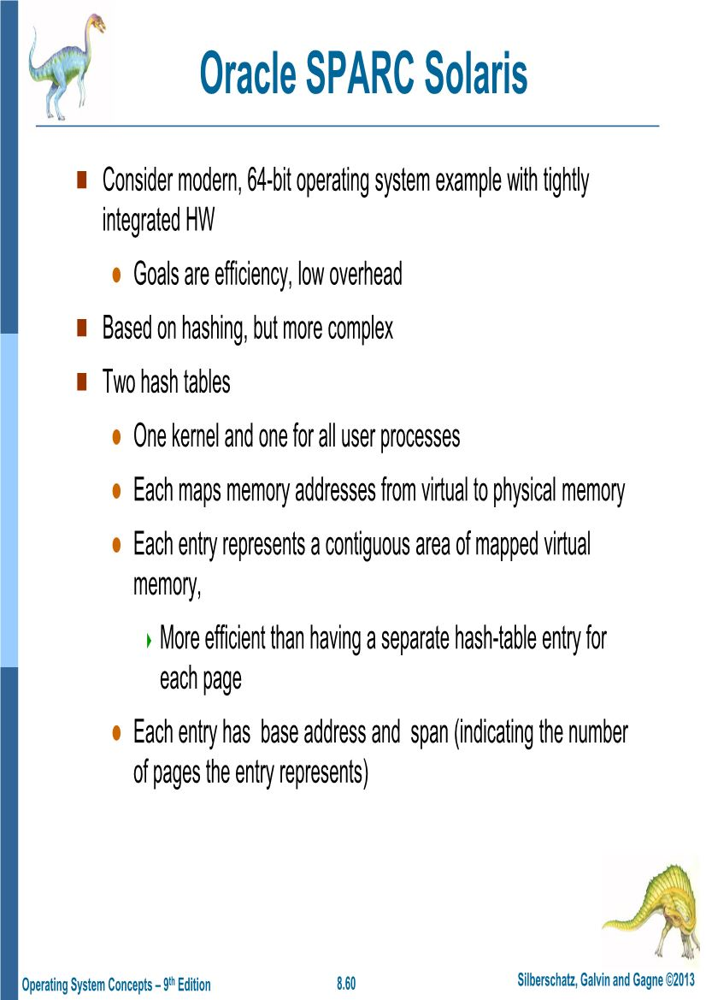 Oracle SPARC Solaris
Consider modern, 64-bit operating system example with tightly
integrated HW
Goals are efficiency, low overhead
Based on hashing, but more complex
Two hash tables
One kernel and one for all user processes
Each maps memory addresses from virtual to physical memory
Each entry represents a contiguous area of mapped virtual
memory,
More efficient than having a separate hash-table entry for
each page
Each entry has  base address and  span (indicating the number
of pages the entry represents)
Operating System Concepts – 9th Edition
8.60
Silberschatz, Galvin and Gagne ©2013